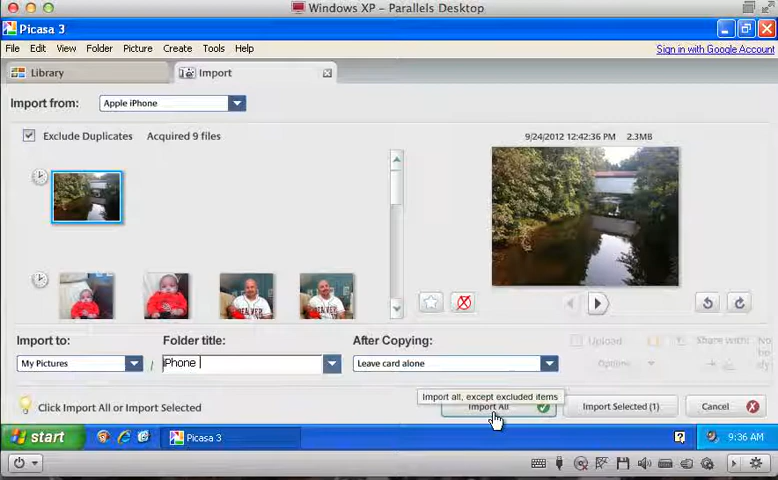 Windows XP - Parallels Desktop
Picasa 3
File Edit View Folder Picture Create Tools Help
Sign in with Google Account
Library
Import
Import from: Apple iPhone
Exclude Duplicates Acquired 9 files
9/24/2012 12:42:36 PM 2.3MB
Import to: Folder title: After Copying: Upload Share with: No
body
My Pictures / iPhone Leave card alone Options:
Import all, except excluded items
Click Import All or Import Selected
Import All
Import Selected (1)
Cancel
start
Picasa 3
9:36 AM